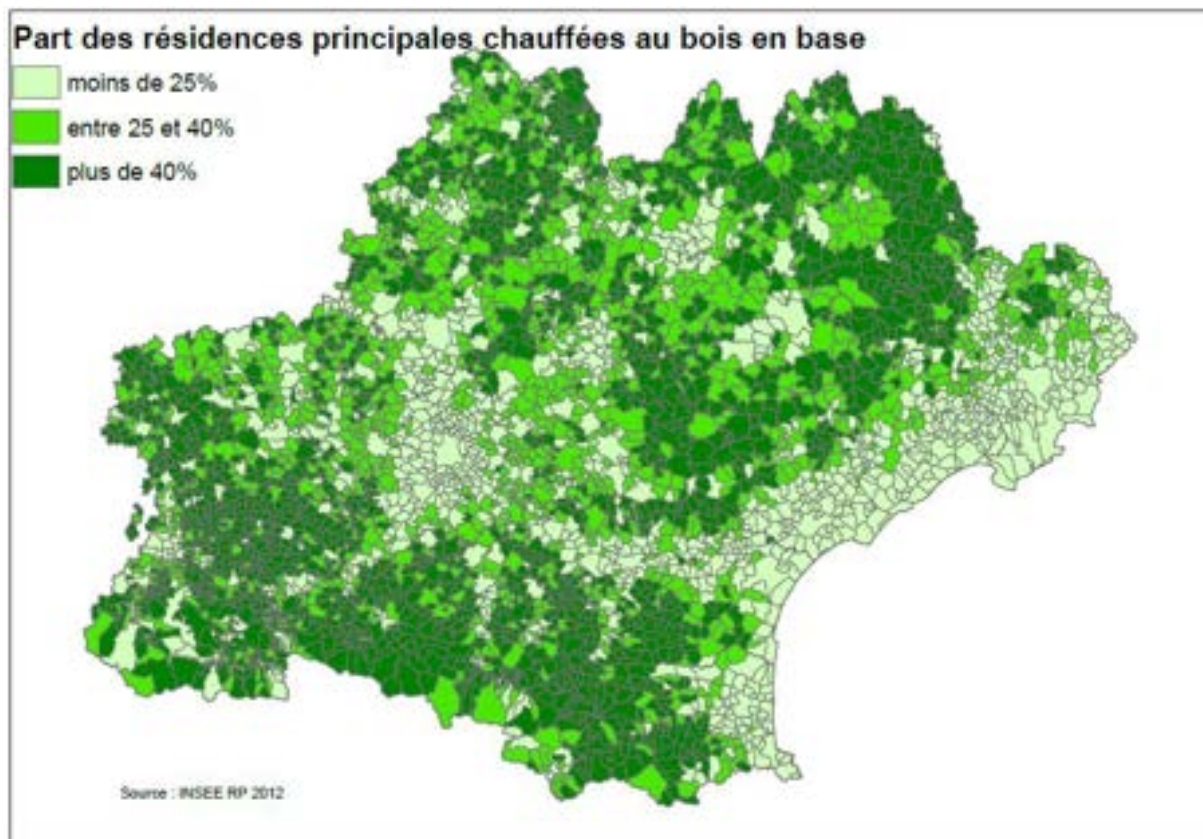 Part des résidences principales chauffées au bois en base
moins de 25%
entre 25 et 40%
plus de 40%
Source : INSEE RP 2012